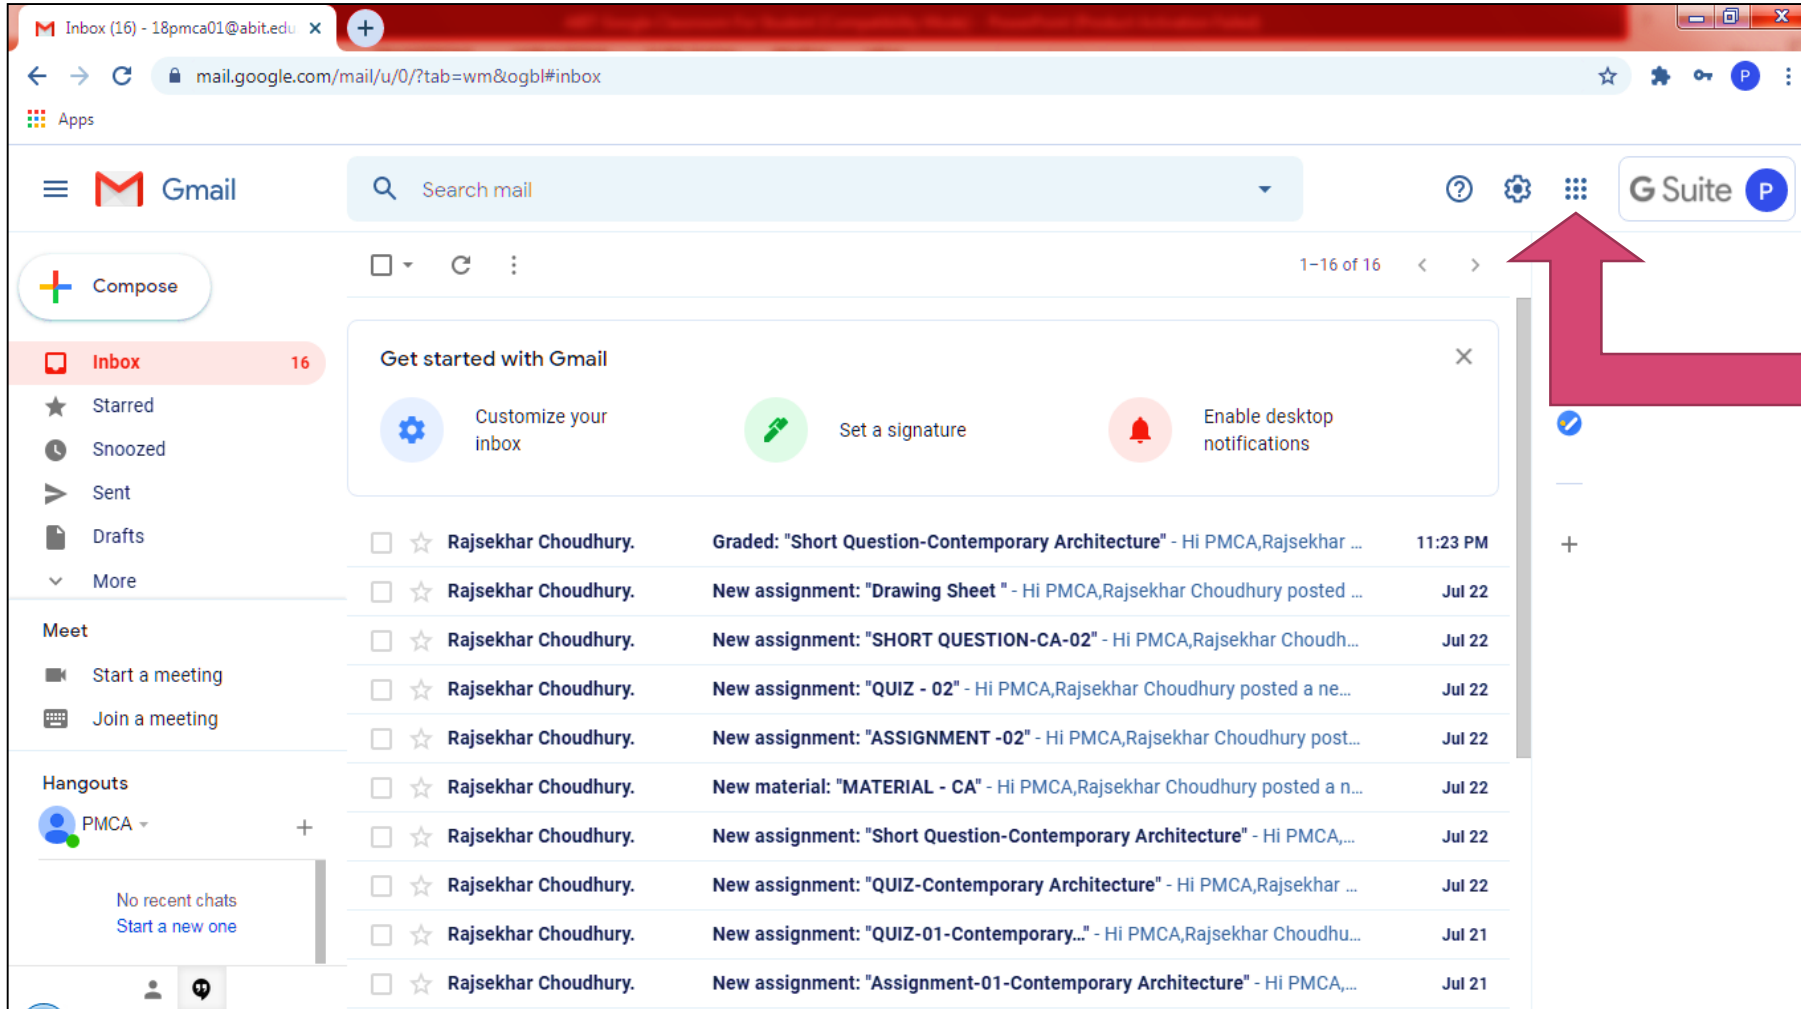 Inbox (16) - 18pmca01@abit.edu
mail.google.com/mail/u/0/?tab=wm&ogbl#inbox
P
Apps
Gmail
Search mail
G Suite
P
Compose
1–16 of 16
Inbox 16
Starred
Snoozed
Sent
Drafts
More
Get started with Gmail
Customize your
inbox
Set a signature
Enable desktop
notifications
Rajsekhar Choudhury. Graded: "Short Question-Contemporary Architecture" - Hi PMCA,Rajsekhar ... 11:23 PM
Rajsekhar Choudhury. New assignment: "Drawing Sheet " - Hi PMCA,Rajsekhar Choudhury posted ... Jul 22
Rajsekhar Choudhury. New assignment: "SHORT QUESTION-CA-02" - Hi PMCA,Rajsekhar Choudh... Jul 22
Rajsekhar Choudhury. New assignment: "QUIZ - 02" - Hi PMCA,Rajsekhar Choudhury posted a ne... Jul 22
Rajsekhar Choudhury. New assignment: "ASSIGNMENT -02" - Hi PMCA,Rajsekhar Choudhury post... Jul 22
Rajsekhar Choudhury. New material: "MATERIAL - CA" - Hi PMCA,Rajsekhar Choudhury posted a n... Jul 22
Rajsekhar Choudhury. New assignment: "Short Question-Contemporary Architecture" - Hi PMCA,... Jul 22
Rajsekhar Choudhury. New assignment: "QUIZ-Contemporary Architecture" - Hi PMCA,Rajsekhar ... Jul 22
Rajsekhar Choudhury. New assignment: "QUIZ-01-Contemporary..." - Hi PMCA,Rajsekhar Choudhu... Jul 21
Rajsekhar Choudhury. New assignment: "Assignment-01-Contemporary Architecture" - Hi PMCA,... Jul 21
Meet
Start a meeting
Join a meeting
Hangouts
PMCA
No recent chats
Start a new one